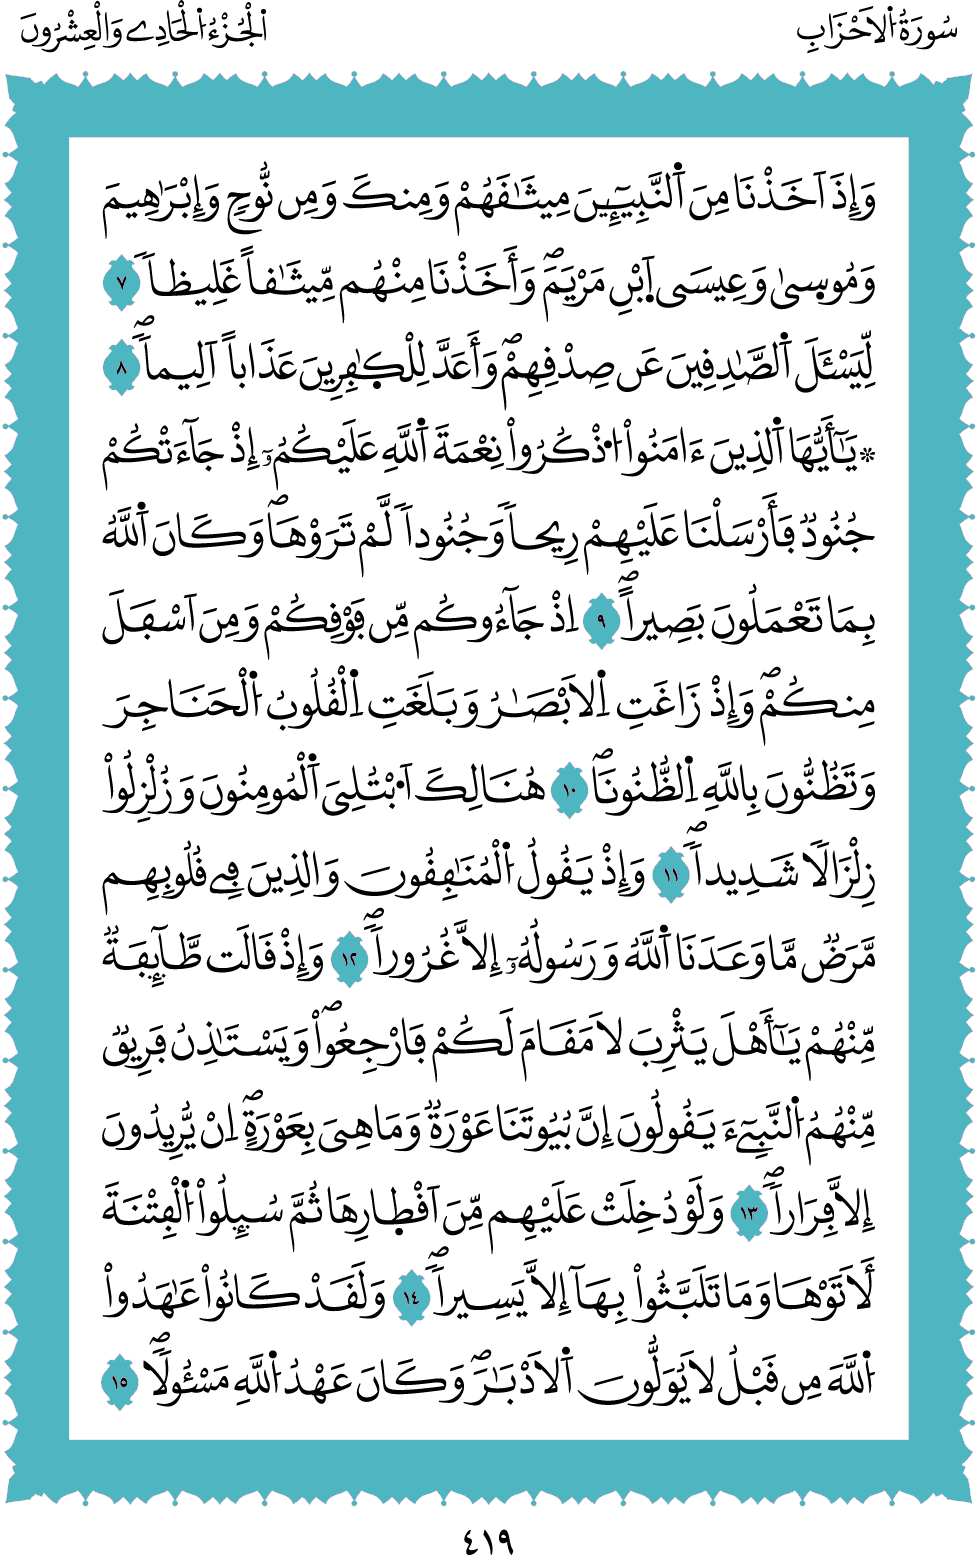 سُورَةُ اُ۬لَاحْزَابِ
اَ۬لْجُزْءُ اُ۬لْحَادِے وَالْعِشْرُونَ
وَإِذَ اَخَذْنَا مِنَ اَ۬لنَّبِيٓـِٕۧنَ مِيثَٰقَهُمْ وَمِنكَ وَمِن نُّوحٖ وَإِبْرَٰهِيمَ
وَمُوس۪يٰ وَعِيسَى اَ۪بْنِ مَرْيَمَۖ وَأَخَذْنَا مِنْهُم مِّيثَٰقاً غَلِيظاٗ ٧
لِّيَسْـَٔلَ اَ۬لصَّٰدِقِينَ عَن صِدْقِهِمْۖ وَأَعَدَّ لِلْكٰ۪فِرِينَ عَذَاباً اَلِيماٗۖ ٨
۞ يَٰٓأَيُّهَا اَ۬لذِينَ ءَامَنُواْ اُ۟ذْكُرُواْ نِعْمَةَ اَ۬للَّهِ عَلَيْكُمُۥٓ إِذْ جَآءَتْكُمْ
جُنُودٞ فَأَرْسَلْنَا عَلَيْهِمْ رِيحاٗ وَجُنُوداٗ لَّمْ تَرَوْهَاۖ وَكَانَ اَ۬للَّهُ
بِمَا تَعْمَلُونَ بَصِيراًۖ ٩ اِذْ جَآءُوكُم مِّن فَوْقِكُمْ وَمِنَ اَسْفَلَ
مِنكُمْۖ وَإِذْ زَاغَتِ اِ۬لَابْصَٰرُ وَبَلَغَتِ اِ۬لْقُلُوبُ اُ۬لْحَنَاجِرَ
وَتَظُنُّونَ بِاللَّهِ اِ۬لظُّنُونَاۖ ١٠ هُنَالِكَ اَ۟بْتُلِيَ اَ۬لْمُومِنُونَ وَزُلْزِلُواْ
زِلْزَالاٗ شَدِيداٗۖ ١١ وَإِذْ يَقُولُ اُ۬لْمُنَٰفِقُونَ وَالذِينَ فِے قُلُوبِهِم
مَّرَضٞ مَّا وَعَدَنَا اَ۬للَّهُ وَرَسُولُهُۥٓ إِلَّا غُرُوراٗۖ ١٢ وَإِذْ قَالَت طَّآئِفَةٞ
مِّنْهُمْ يَٰٓأَهْلَ يَثْرِبَ لَا مَقَامَ لَكُمْ فَارْجِعُواْۖ وَيَسْتَٰذِنُ فَرِيقٞ
مِّنْهُمُ اُ۬لنَّبِيٓءَ يَقُولُونَ إِنَّ بُيُوتَنَا عَوْرَةٞ وَمَا هِيَ بِعَوْرَةٍۖ اِنْ يُّرِيدُونَ
إِلَّا فِرَاراٗۖ ١٣ وَلَوْ دُخِلَتْ عَلَيْهِم مِّنَ اَقْطٰ۪ارِهَا ثُمَّ سُئِلُواْ اُ۬لْفِتْنَةَ
لَأَتَوْهَا وَمَا تَلَبَّثُواْ بِهَآ إِلَّا يَسِيراٗۖ ١٤ وَلَقَدْ كَانُواْ عَٰهَدُواْ
اُ۬للَّهَ مِن قَبْلُ لَا يُوَلُّونَ اَ۬لَادْبَٰرَۖ وَكَانَ عَهْدُ اُ۬للَّهِ مَسْـُٔولاٗۖ ١٥
٤١٩